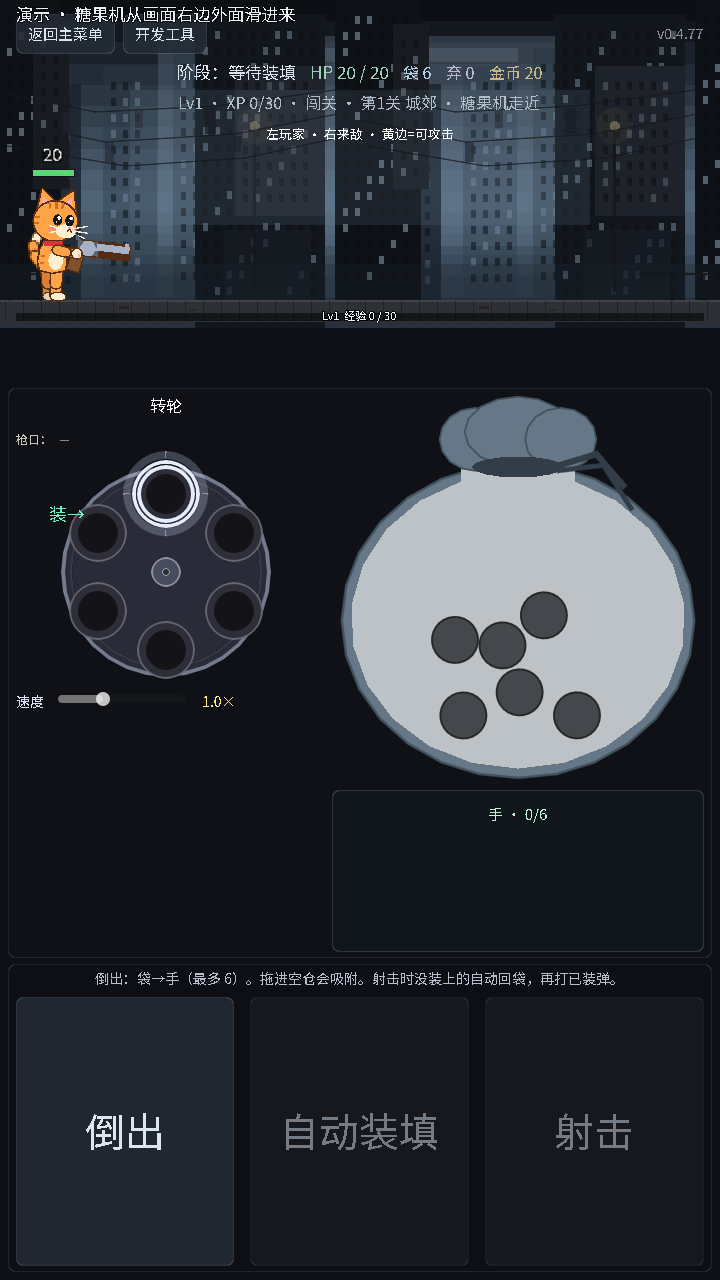 演示 · 糖果机从画面右边外面滑进来
返回主菜单 开发工具 v0.4.77
阶段：等待装填 HP 20 / 20 袋 6 弃 0 金币 20
Lv1 · XP 0/30 · 闯关 · 第1关 城郊 · 糖果机走近
左玩家 · 右来敌 · 黄边=可攻击
20
Lv1 经验 0 / 30
转轮
枪口： —
装→
速度 1.0×
手 · 0/6
倒出：袋→手（最多 6）。拖进空仓会吸附。射击时没装上的自动回袋，再打已装弹。
倒出 自动装填 射击